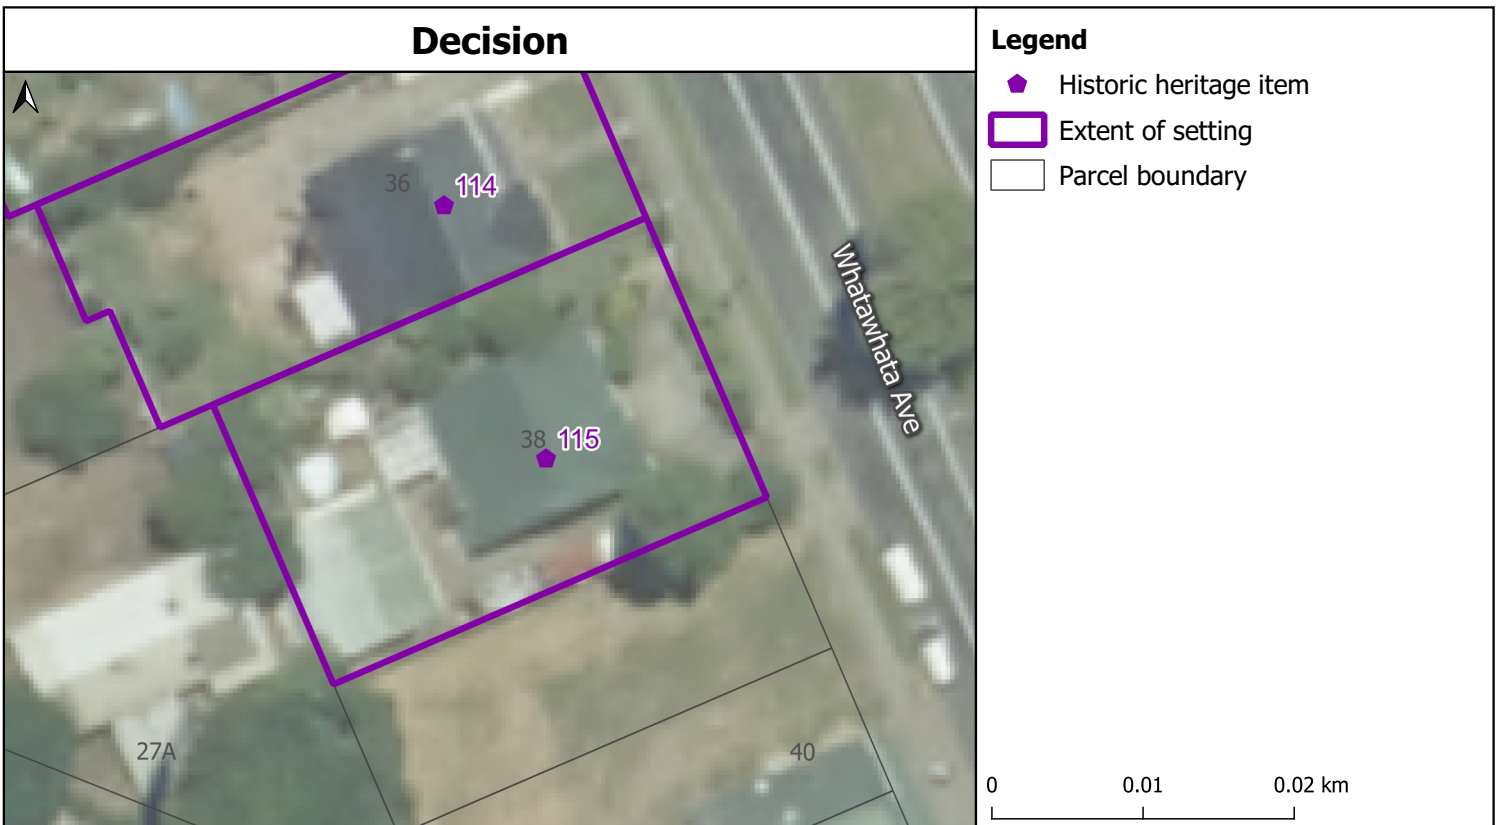 Decision
36
114
38
115
Whatawhata Ave
27A
40
Legend
Historic heritage item
Extent of setting
Parcel boundary
0 0.01 0.02 km